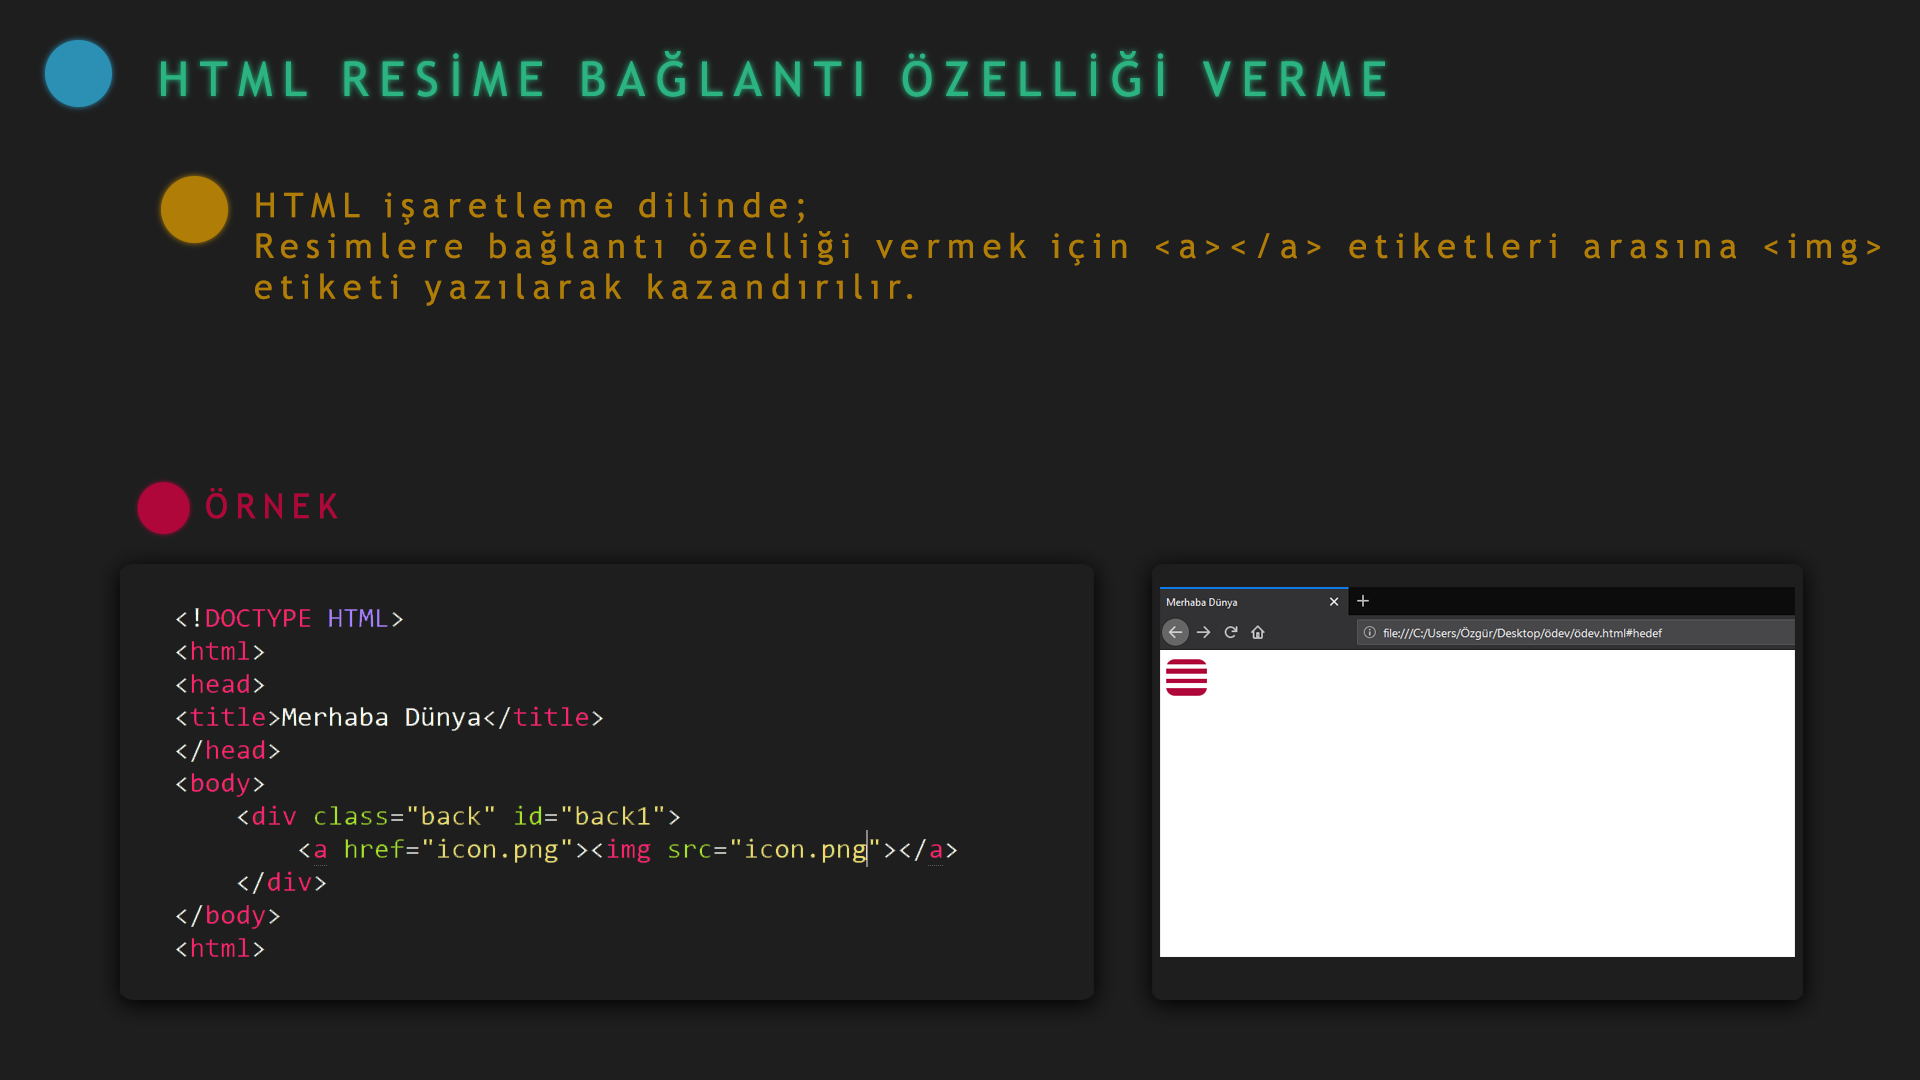 HTML RESİME BAĞLANTI ÖZELLİĞİ VERME
HTML işaretleme dilinde;
Resimlere bağlantı özelliği vermek için <a></a> etiketleri arasına <img>
etiketi yazılarak kazandırılır.
ÖRNEK
<!DOCTYPE HTML>
<html>
<head>
<title>Merhaba Dünya</title>
</head>
<body>
    <div class="back" id="back1">
        <a href="icon.png"><img src="icon.png"></a>
    </div>
</body>
<html>
Merhaba Dünya
file:///C:/Users/Özgür/Desktop/ödev/ödev.html#hedef